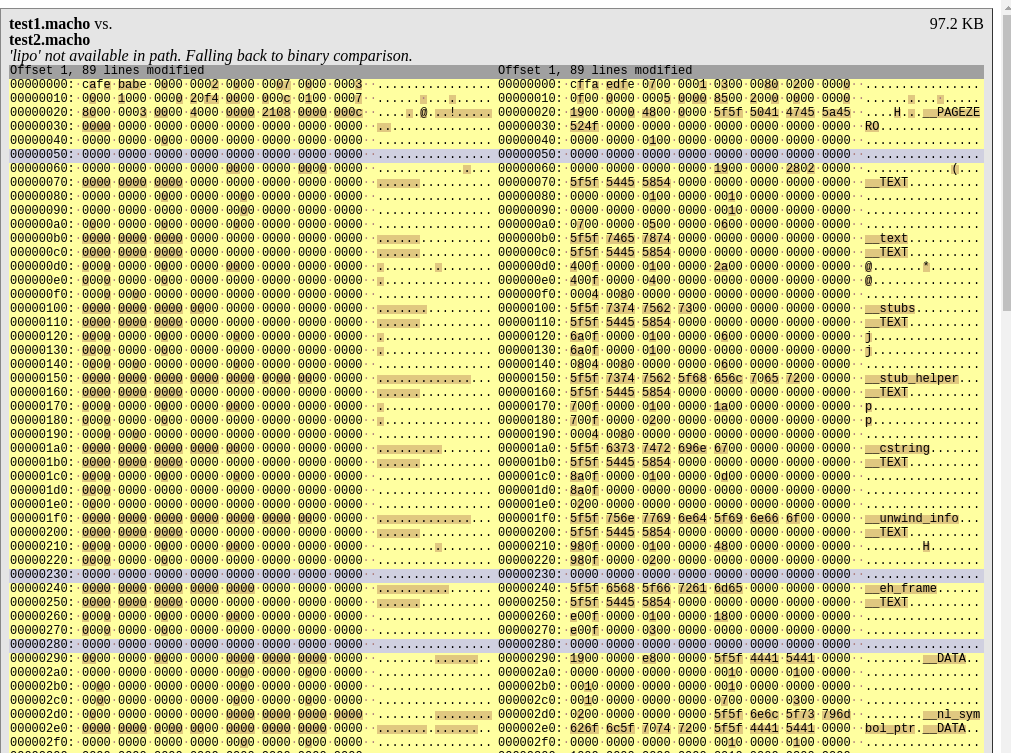 test1.macho vs.
97.2 KB
test2.macho
'lipo' not available in path. Falling back to binary comparison.
Offset 1, 89 lines modified Offset 1, 89 lines modified
00000000: cafe babe 0000 0002 0000 0007 0000 0003 ................ 00000000: cffa edfe 0700 0001 0300 0080 0200 0000 ................
00000010: 0000 1000 0000 20f4 0000 000c 0100 0007 ...... ......... 00000010: 0f00 0000 0005 0000 8500 2000 0000 0000 .......... .....
00000020: 8000 0003 0000 4000 0000 2108 0000 000c ......@...!..... 00000020: 1900 0000 4800 0000 5f5f 5041 4745 5a45 ....H...__PAGEZE
00000030: 0000 0000 0000 0000 0000 0000 0000 0000 ................ 00000030: 524f 0000 0000 0000 0000 0000 0000 0000 RO..............
00000040: 0000 0000 0000 0000 0000 0000 0000 0000 ................ 00000040: 0000 0000 0100 0000 0000 0000 0000 0000 ................
00000050: 0000 0000 0000 0000 0000 0000 0000 0000 ................ 00000050: 0000 0000 0000 0000 0000 0000 0000 0000 ................
00000060: 0000 0000 0000 0000 0000 0000 0000 0000 ................ 00000060: 0000 0000 0000 0000 1900 0000 2802 0000 ............(...
00000070: 0000 0000 0000 0000 0000 0000 0000 0000 ................ 00000070: 5f5f 5445 5854 0000 0000 0000 0000 0000 __TEXT..........
00000080: 0000 0000 0000 0000 0000 0000 0000 0000 ................ 00000080: 0000 0000 0100 0000 0010 0000 0000 0000 ................
00000090: 0000 0000 0000 0000 0000 0000 0000 0000 ................ 00000090: 0000 0000 0000 0000 0010 0000 0000 0000 ................
000000a0: 0000 0000 0000 0000 0000 0000 0000 0000 ................ 000000a0: 0700 0000 0500 0000 0600 0000 0000 0000 ................
000000b0: 0000 0000 0000 0000 0000 0000 0000 0000 ................ 000000b0: 5f5f 7465 7874 0000 0000 0000 0000 0000 __text..........
000000c0: 0000 0000 0000 0000 0000 0000 0000 0000 ................ 000000c0: 5f5f 5445 5854 0000 0000 0000 0000 0000 __TEXT..........
000000d0: 0000 0000 0000 0000 0000 0000 0000 0000 ................ 000000d0: 400f 0000 0100 0000 2a00 0000 0000 0000 @.......*.......
000000e0: 0000 0000 0000 0000 0000 0000 0000 0000 ................ 000000e0: 400f 0000 0400 0000 0000 0000 0000 0000 @...............
000000f0: 0000 0000 0000 0000 0000 0000 0000 0000 ................ 000000f0: 0004 0080 0000 0000 0000 0000 0000 0000 ................
00000100: 0000 0000 0000 0000 0000 0000 0000 0000 ................ 00000100: 5f5f 7374 7562 7300 0000 0000 0000 0000 __stubs.........
00000110: 0000 0000 0000 0000 0000 0000 0000 0000 ................ 00000110: 5f5f 5445 5854 0000 0000 0000 0000 0000 __TEXT..........
00000120: 0000 0000 0000 0000 0000 0000 0000 0000 ................ 00000120: 6a0f 0000 0100 0000 0600 0000 0000 0000 j...............
00000130: 0000 0000 0000 0000 0000 0000 0000 0000 ................ 00000130: 6a0f 0000 0100 0000 0000 0000 0000 0000 j...............
00000140: 0000 0000 0000 0000 0000 0000 0000 0000 ................ 00000140: 0804 0080 0000 0000 0600 0000 0000 0000 ................
00000150: 0000 0000 0000 0000 0000 0000 0000 0000 ................ 00000150: 5f5f 7374 7562 5f68 656c 7065 7200 0000 __stub_helper...
00000160: 0000 0000 0000 0000 0000 0000 0000 0000 ................ 00000160: 5f5f 5445 5854 0000 0000 0000 0000 0000 __TEXT..........
00000170: 0000 0000 0000 0000 0000 0000 0000 0000 ................ 00000170: 700f 0000 0100 0000 1a00 0000 0000 0000 p...............
00000180: 0000 0000 0000 0000 0000 0000 0000 0000 ................ 00000180: 700f 0000 0200 0000 0000 0000 0000 0000 p...............
00000190: 0000 0000 0000 0000 0000 0000 0000 0000 ................ 00000190: 0004 0080 0000 0000 0000 0000 0000 0000 ................
000001a0: 0000 0000 0000 0000 0000 0000 0000 0000 ................ 000001a0: 5f5f 6373 7472 696e 6700 0000 0000 0000 __cstring.......
000001b0: 0000 0000 0000 0000 0000 0000 0000 0000 ................ 000001b0: 5f5f 5445 5854 0000 0000 0000 0000 0000 __TEXT..........
000001c0: 0000 0000 0000 0000 0000 0000 0000 0000 ................ 000001c0: 8a0f 0000 0100 0000 0d00 0000 0000 0000 ................
000001d0: 0000 0000 0000 0000 0000 0000 0000 0000 ................ 000001d0: 8a0f 0000 0000 0000 0000 0000 0000 0000 ................
000001e0: 0000 0000 0000 0000 0000 0000 0000 0000 ................ 000001e0: 0200 0000 0000 0000 0000 0000 0000 0000 ................
000001f0: 0000 0000 0000 0000 0000 0000 0000 0000 ................ 000001f0: 5f5f 756e 7769 6e64 5f69 6e66 6f00 0000 __unwind_info...
00000200: 0000 0000 0000 0000 0000 0000 0000 0000 ................ 00000200: 5f5f 5445 5854 0000 0000 0000 0000 0000 __TEXT..........
00000210: 0000 0000 0000 0000 0000 0000 0000 0000 ................ 00000210: 980f 0000 0100 0000 4800 0000 0000 0000 ........H.......
00000220: 0000 0000 0000 0000 0000 0000 0000 0000 ................ 00000220: 980f 0000 0200 0000 0000 0000 0000 0000 ................
00000230: 0000 0000 0000 0000 0000 0000 0000 0000 ................ 00000230: 0000 0000 0000 0000 0000 0000 0000 0000 ................
00000240: 0000 0000 0000 0000 0000 0000 0000 0000 ................ 00000240: 5f5f 6568 5f66 7261 6d65 0000 0000 0000 __eh_frame......
00000250: 0000 0000 0000 0000 0000 0000 0000 0000 ................ 00000250: 5f5f 5445 5854 0000 0000 0000 0000 0000 __TEXT..........
00000260: 0000 0000 0000 0000 0000 0000 0000 0000 ................ 00000260: e00f 0000 0100 0000 1800 0000 0000 0000 ................
00000270: 0000 0000 0000 0000 0000 0000 0000 0000 ................ 00000270: e00f 0000 0300 0000 0000 0000 0000 0000 ................
00000280: 0000 0000 0000 0000 0000 0000 0000 0000 ................ 00000280: 0000 0000 0000 0000 0000 0000 0000 0000 ................
00000290: 0000 0000 0000 0000 0000 0000 0000 0000 ................ 00000290: 1900 0000 e800 0000 5f5f 4441 5441 0000 ........__DATA..
000002a0: 0000 0000 0000 0000 0000 0000 0000 0000 ................ 000002a0: 0000 0000 0000 0000 0010 0000 0100 0000 ................
000002b0: 0000 0000 0000 0000 0000 0000 0000 0000 ................ 000002b0: 0010 0000 0000 0000 0010 0000 0000 0000 ................
000002c0: 0000 0000 0000 0000 0000 0000 0000 0000 ................ 000002c0: 0010 0000 0000 0000 0700 0000 0300 0000 ................
000002d0: 0000 0000 0000 0000 0000 0000 0000 0000 ................ 000002d0: 0200 0000 0000 0000 5f5f 6e6c 5f73 796d ........__nl_sym
000002e0: 0000 0000 0000 0000 0000 0000 0000 0000 ................ 000002e0: 626f 6c5f 7074 7200 5f5f 4441 5441 0000 bol_ptr.__DATA..
000002f0: 0000 0000 0000 0000 0000 0000 0000 0000 ................ 000002f0: 0000 0000 0000 0000 0010 0000 0100 0000 ................